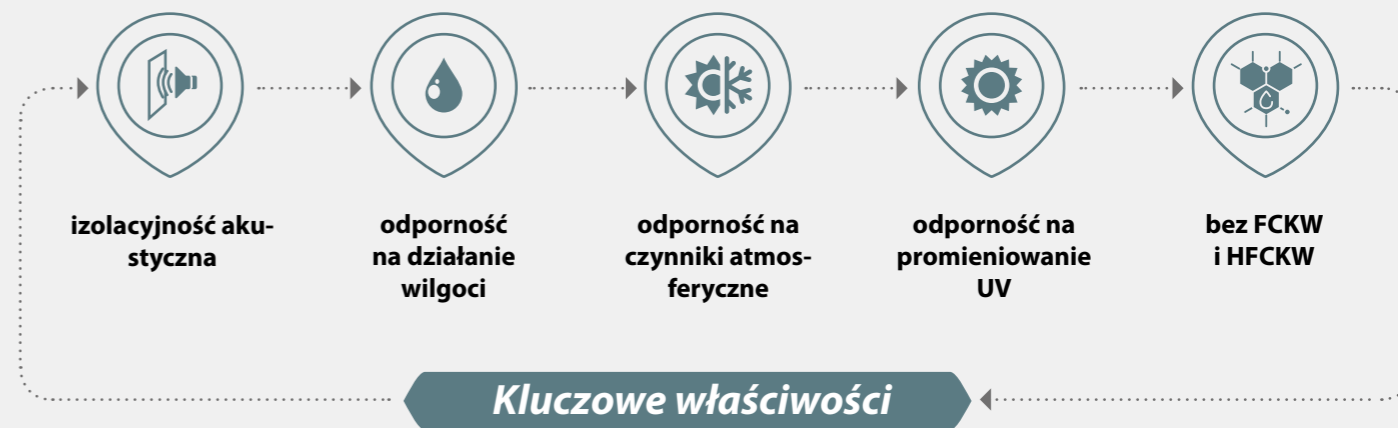 izolacyjność aku-
styczna
odporność
na działanie
wilgoci
odporność na
czynniki atmos-
feryczne
odporność na
promieniowanie
UV
bez FCKW
i HFCKW
Kluczowe właściwości